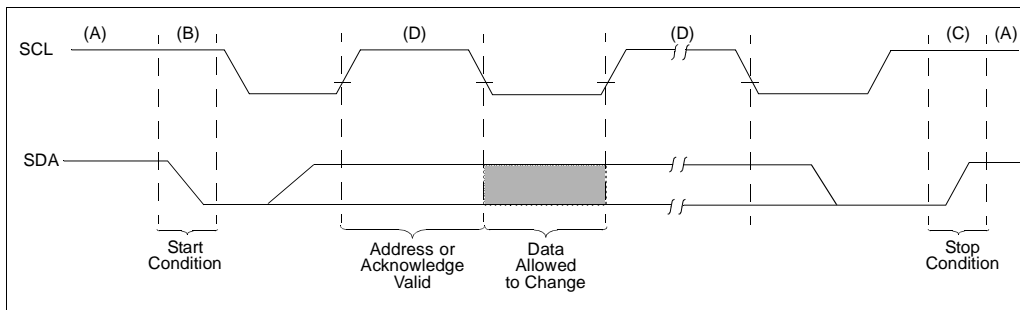 (A) (B) (D) (D) (C) (A)
SCL
SDA
Start
Condition
Address or
Acknowledge
Valid
Data
Allowed
to Change
Stop
Condition